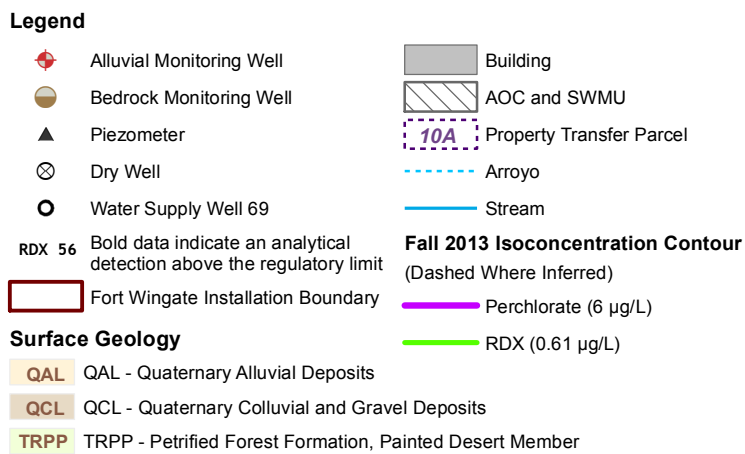 Legend
Alluvial Monitoring Well
Bedrock Monitoring Well
Piezometer
Dry Well
Water Supply Well 69
RDX 56 Bold data indicate an analytical
detection above the regulatory limit
Fort Wingate Installation Boundary
Surface Geology
QAL QAL - Quaternary Alluvial Deposits
QCL QCL - Quaternary Colluvial and Gravel Deposits
TRPP TRPP - Petrified Forest Formation, Painted Desert Member
Building
AOC and SWMU
10A Property Transfer Parcel
Arroyo
Stream
Fall 2013 Isoconcentration Contour
(Dashed Where Inferred)
Perchlorate (6 µg/L)
RDX (0.61 µg/L)